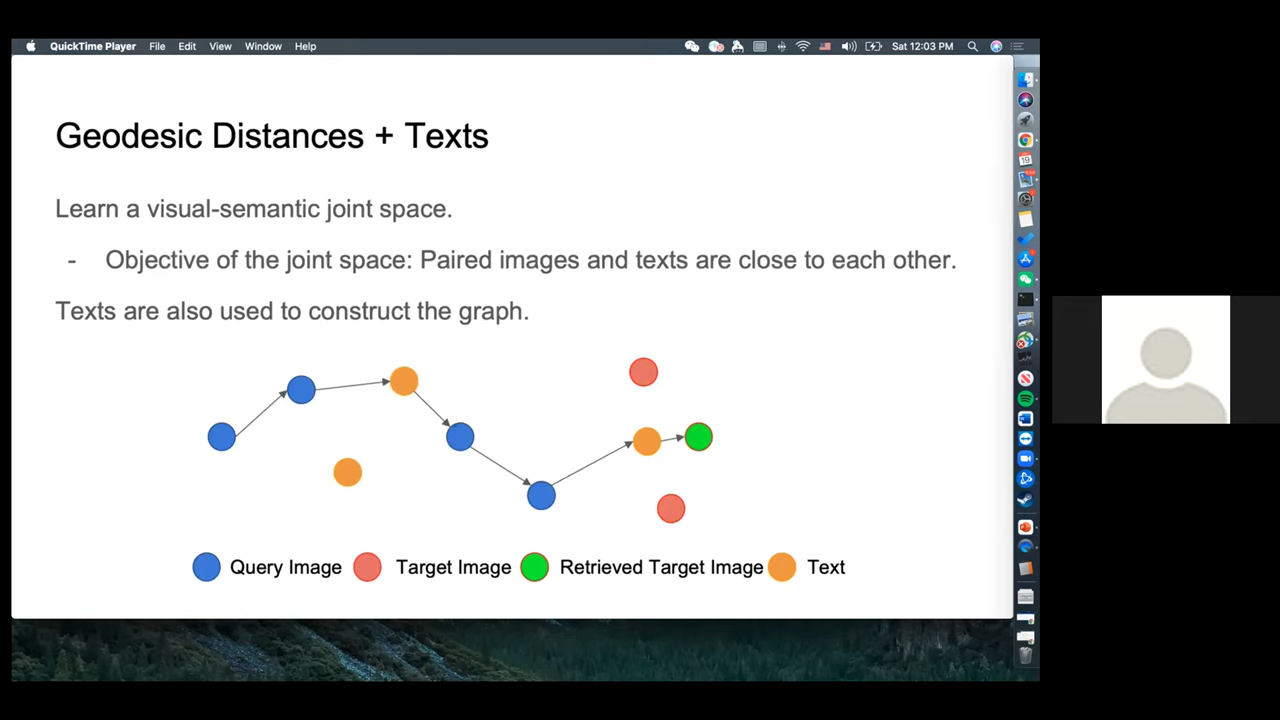 QuickTime Player File Edit View Window Help Sat 12:03 PM
Geodesic Distances + Texts
Learn a visual-semantic joint space.
- Objective of the joint space: Paired images and texts are close to each other.
Texts are also used to construct the graph.
Query Image Target Image Retrieved Target Image Text